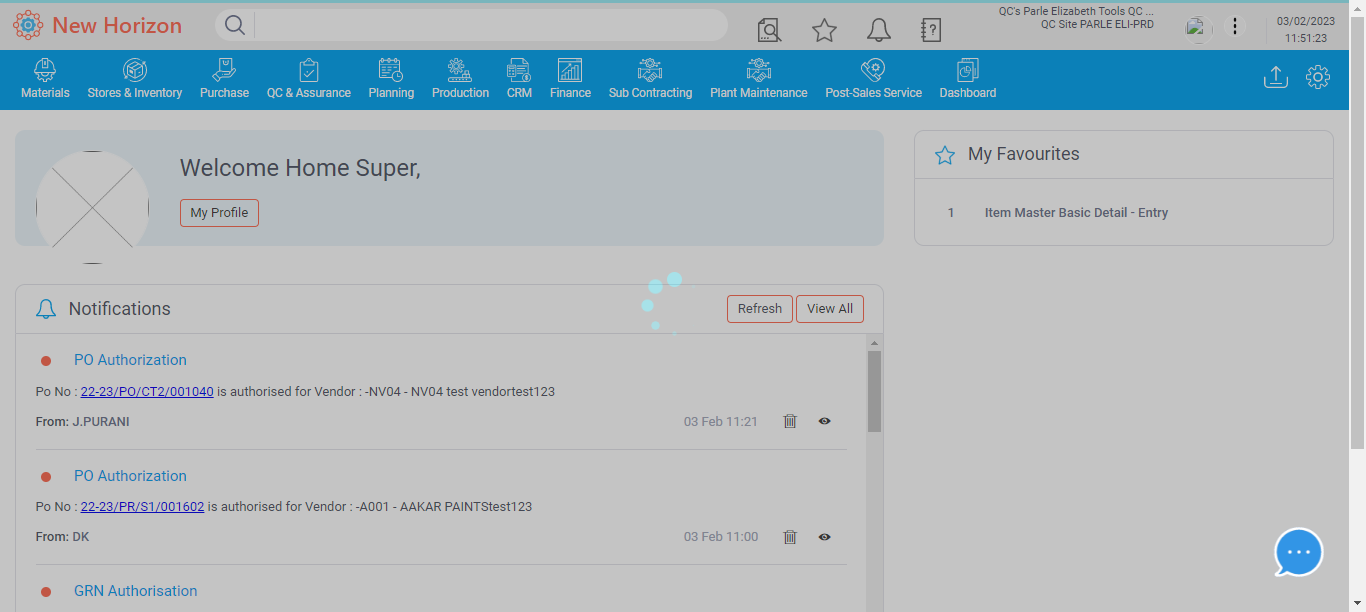 New Horizon
QC's Parle Elizabeth Tools QC ...
QC Site PARLE ELI-PRD
03/02/2023
11:51:23
Materials
Stores & Inventory
Purchase
QC & Assurance
Planning
Production
CRM
Finance
Sub Contracting
Plant Maintenance
Post-Sales Service
Dashboard
Welcome Home Super,
My Profile
My Favourites
1 Item Master Basic Detail - Entry
Notifications
Refresh
View All
PO Authorization
Po No : 22-23/PO/CT2/001040 is authorised for Vendor : -NV04 - NV04 test vendortest123
From: J.PURANI
03 Feb 11:21
PO Authorization
Po No : 22-23/PR/S1/001602 is authorised for Vendor : -A001 - AAKAR PAINTStest123
From: DK
03 Feb 11:00
GRN Authorisation